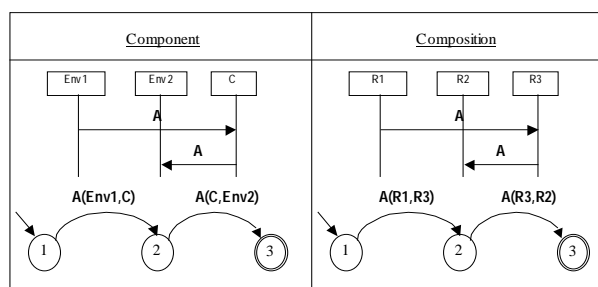 Component
Composition
Env1 Env2 C
R1 R2 R3
A
A
A
A
A(Env1,C) A(C,Env2)
A(R1,R3) A(R3,R2)
1 2 3
1 2 3